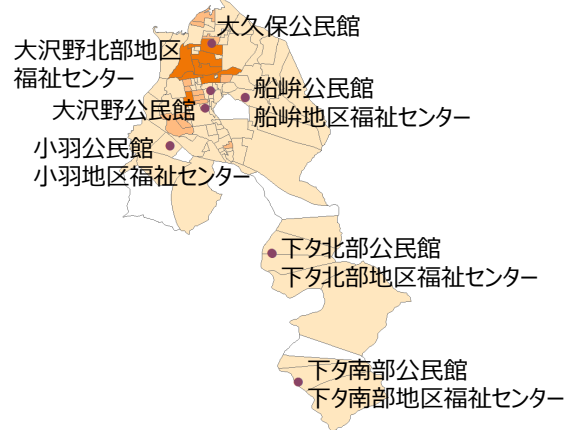 大久保公民館
大沢野北部地区
福祉センター
船峅公民館
船峅地区福祉センター
大沢野公民館
小羽公民館
小羽地区福祉センター
下タ北部公民館
下タ北部地区福祉センター
下タ南部公民館
下タ南部地区福祉センター